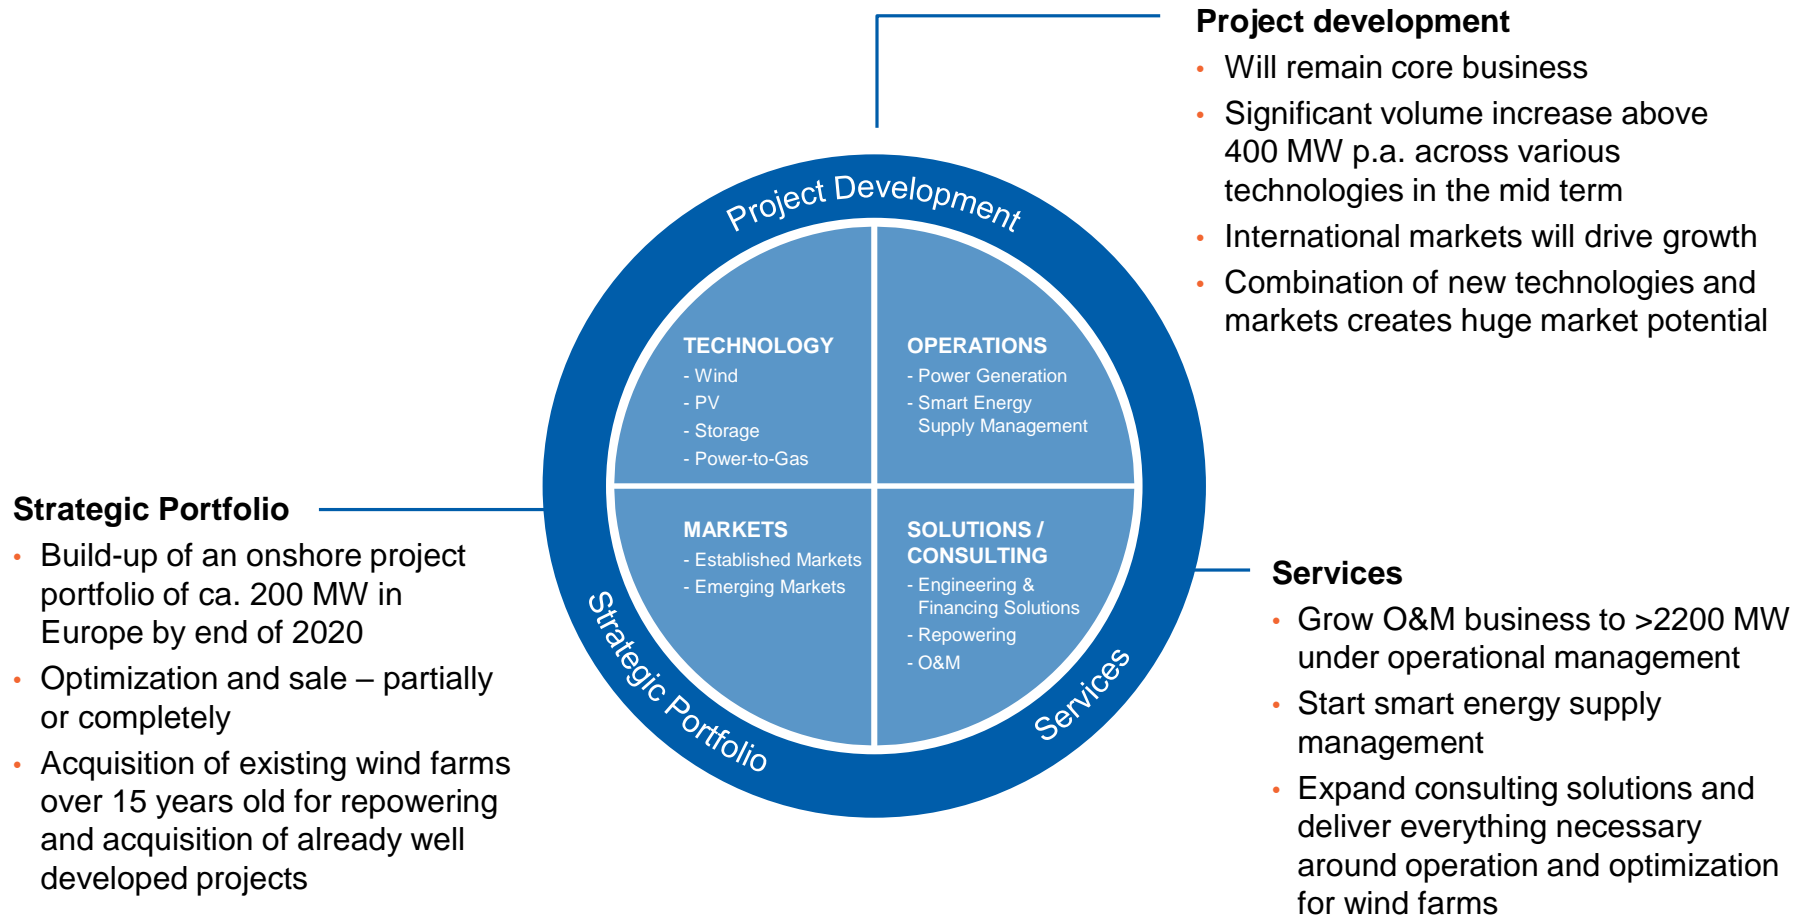 Project development
• Will remain core business
• Significant volume increase above
400 MW p.a. across various
technologies in the mid term
• International markets will drive growth
• Combination of new technologies and
markets creates huge market potential
Project Development
TECHNOLOGY
- Wind
- PV
- Storage
- Power-to-Gas
OPERATIONS
- Power Generation
- Smart Energy
Supply Management
MARKETS
- Established Markets
- Emerging Markets
SOLUTIONS /
CONSULTING
- Engineering &
Financing Solutions
- Repowering
- O&M
Strategic Portfolio
Services
Strategic Portfolio
• Build-up of an onshore project
portfolio of ca. 200 MW in
Europe by end of 2020
• Optimization and sale – partially
or completely
• Acquisition of existing wind farms
over 15 years old for repowering
and acquisition of already well
developed projects
Services
• Grow O&M business to >2200 MW
under operational management
• Start smart energy supply
management
• Expand consulting solutions and
deliver everything necessary
around operation and optimization
for wind farms